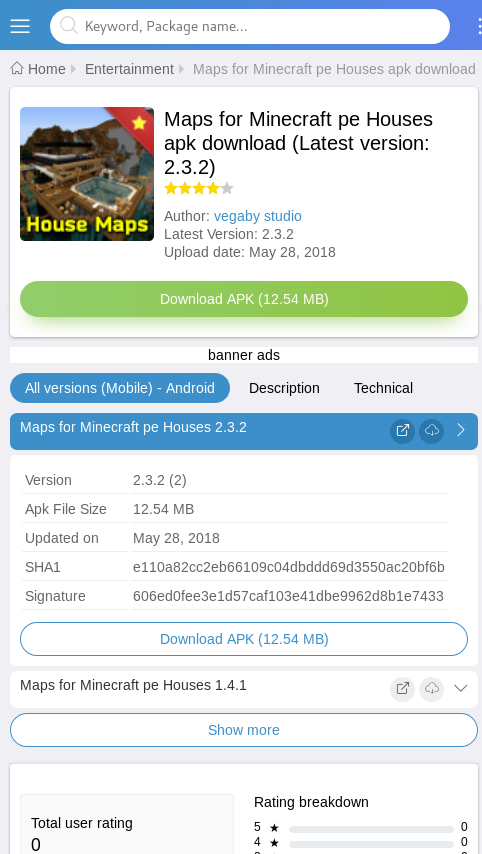 Keyword, Package name...
Home Entertainment Maps for Minecraft pe Houses apk download
House Maps
Maps for Minecraft pe Houses
apk download (Latest version:
2.3.2)
Author: vegaby studio
Latest Version: 2.3.2
Upload date: May 28, 2018
Download APK (12.54 MB)
banner ads
All versions (Mobile) - Android Description Technical
Maps for Minecraft pe Houses 2.3.2
Version 2.3.2 (2)
Apk File Size 12.54 MB
Updated on May 28, 2018
SHA1 e110a82cc2eb66109c04dbddd69d3550ac20bf6b
Signature 606ed0fee3e1d57caf103e41dbe9962d8b1e7433
Download APK (12.54 MB)
Maps for Minecraft pe Houses 1.4.1
Show more
Rating breakdown
Total user rating
0
5 ★ 0
4 ★ 0